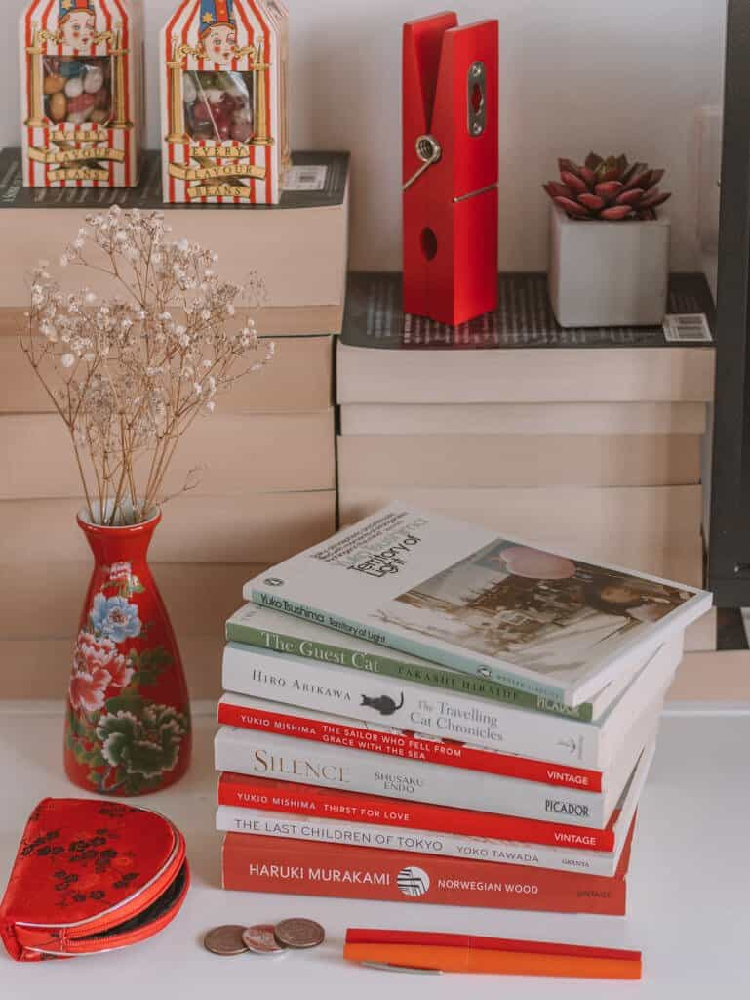 EVERY
FLAVOUR
BEANS
EVERY
FLAVOUR
BEANS
Yuko Tsushima
Territory of
Light
Yuko Tsushima Territory of Light
The Guest Cat TAKASHI HIRAIDE PICADOR
HIRO ARIKAWA The Travelling
Cat Chronicles
YUKIO MISHIMA THE SAILOR WHO FELL FROM
GRACE WITH THE SEA VINTAGE
SILENCE SHUSAKU
ENDO PICADOR
YUKIO MISHIMA THIRST FOR LOVE VINTAGE
THE LAST CHILDREN OF TOKYO YOKO TAWADA GRANTA
HARUKI MURAKAMI NORWEGIAN WOOD VINTAGE